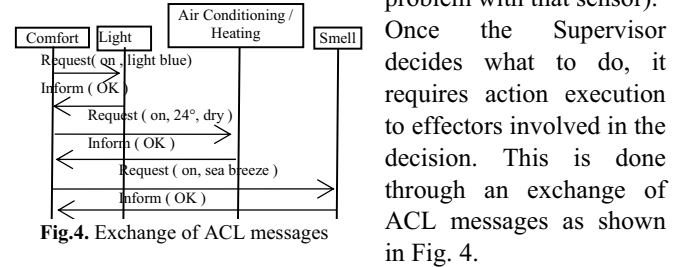 Air Conditioning /
Heating
Comfort
Light
Smell
Request( on , light blue)
Inform ( OK )
Request ( on, 24°, dry )
Inform ( OK )
Request ( on, sea breeze )
Inform ( OK )
Fig.4. Exchange of ACL messages
problem with that sensor).
Once the Supervisor
decides what to do, it
requires action execution
to effectors involved in the
decision. This is done
through an exchange of
ACL messages as shown
in Fig. 4.